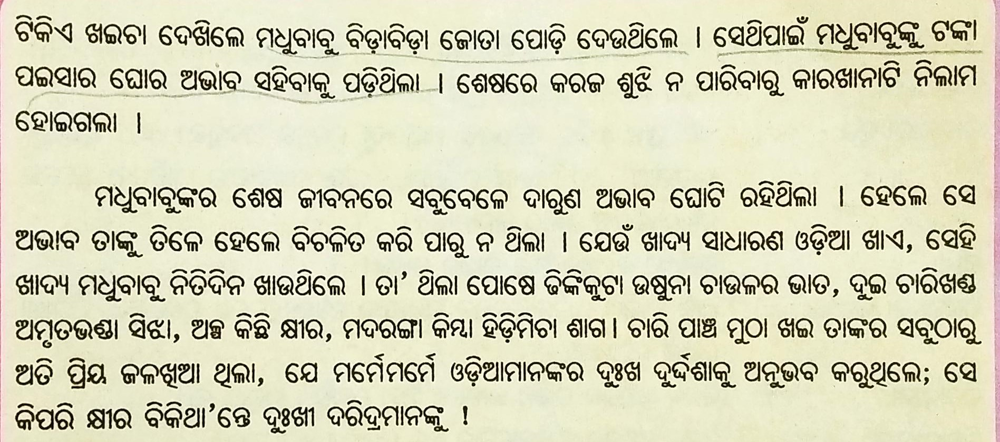 ଟିକିଏ ଖଇଚା ଦେଖିଲେ ମଧୁବାବୁ ବିଡ଼ାବିଡ଼ା ଜୋତା ପୋଡ଼ି ଦେଉଥିଲେ । ସେଥିପାଇଁ ମଧୁବାବୁଙ୍କୁ ଟଙ୍କା
ପଇସାର ଘୋର ଅଭାବ ସହିବାକୁ ପଡ଼ିଥିଲା । ଶେଷରେ କରଜ ଶୁଝି ନ ପାରିବାରୁ କାରଖାନାଟି ନିଲାମ
ହୋଇଗଲା ।
ମଧୁବାବୁଙ୍କର ଶେଷ ଜୀବନରେ ସବୁବେଳେ ଦାରୁଣ ଅଭାବ ଘୋଟି ରହିଥିଲା । ହେଲେ ସେ
ଅଭାବ ତାଙ୍କୁ ତିଳେ ହେଲେ ବିଚଳିତ କରି ପାରୁ ନ ଥିଲା । ଯେଉଁ ଖାଦ୍ୟ ସାଧାରଣ ଓଡ଼ିଆ ଖାଏ, ସେହି
ଖାଦ୍ୟ ମଧୁବାବୁ ନିତିଦିନ ଖାଉଥିଲେ । ତା’ ଥିଲା ପୋଷେ ଢିଙ୍କିକୁଟା ଉଷୁନା ଚାଉଳର ଭାତ, ଦୁଇ ଚାରିଖଣ୍ଡ
ଅମୃତଭଣ୍ଡା ସିଝା, ଅଳ୍ପ କିଛି କ୍ଷୀର, ମଦରଙ୍ଗା କିମ୍ବା ହିଡ଼ିମିଚା ଶାଗ। ଚାରି ପାଞ୍ଚ ମୁଠା ଖଇ ତାଙ୍କର ସବୁଠାରୁ
ଅତି ପ୍ରିୟ ଜଳଖିଆ ଥିଲା, ଯେ ମର୍ମେମର୍ମେ ଓଡ଼ିଆମାନଙ୍କର ଦୁଃଖ ଦୁର୍ଦ୍ଦଶାକୁ ଅନୁଭବ କରୁଥିଲେ; ସେ
କିପରି କ୍ଷୀର ବିକିଥା’ନ୍ତେ ଦୁଃଖୀ ଦରିଦ୍ରମାନଙ୍କୁ !